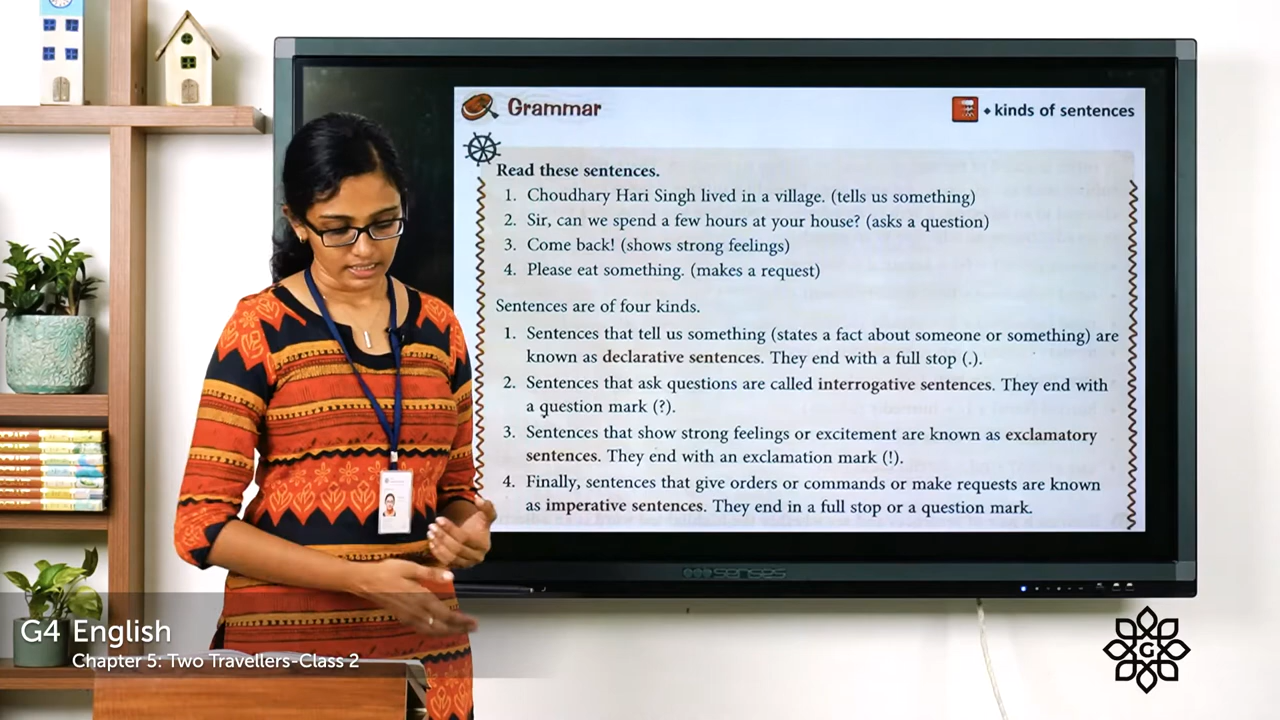 Grammar
• kinds of sentences
Read these sentences.
1. Choudhary Hari Singh lived in a village. (tells us something)
2. Sir, can we spend a few hours at your house? (asks a question)
3. Come back! (shows strong feelings)
4. Please eat something. (makes a request)
Sentences are of four kinds.
1. Sentences that tell us something (states a fact about someone or something) are
known as declarative sentences. They end with a full stop (.).
2. Sentences that ask questions are called interrogative sentences. They end with
a question mark (?).
3. Sentences that show strong feelings or excitement are known as exclamatory
sentences. They end with an exclamation mark (!).
4. Finally, sentences that give orders or commands or make requests are known
as imperative sentences. They end in a full stop or a question mark.
senses
G4 English
Chapter 5: Two Travellers-Class 2
G